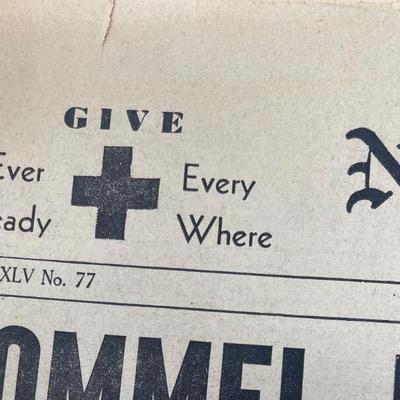 GIVE
Ever Every
eady Where
XLV No. 77
OMMEL